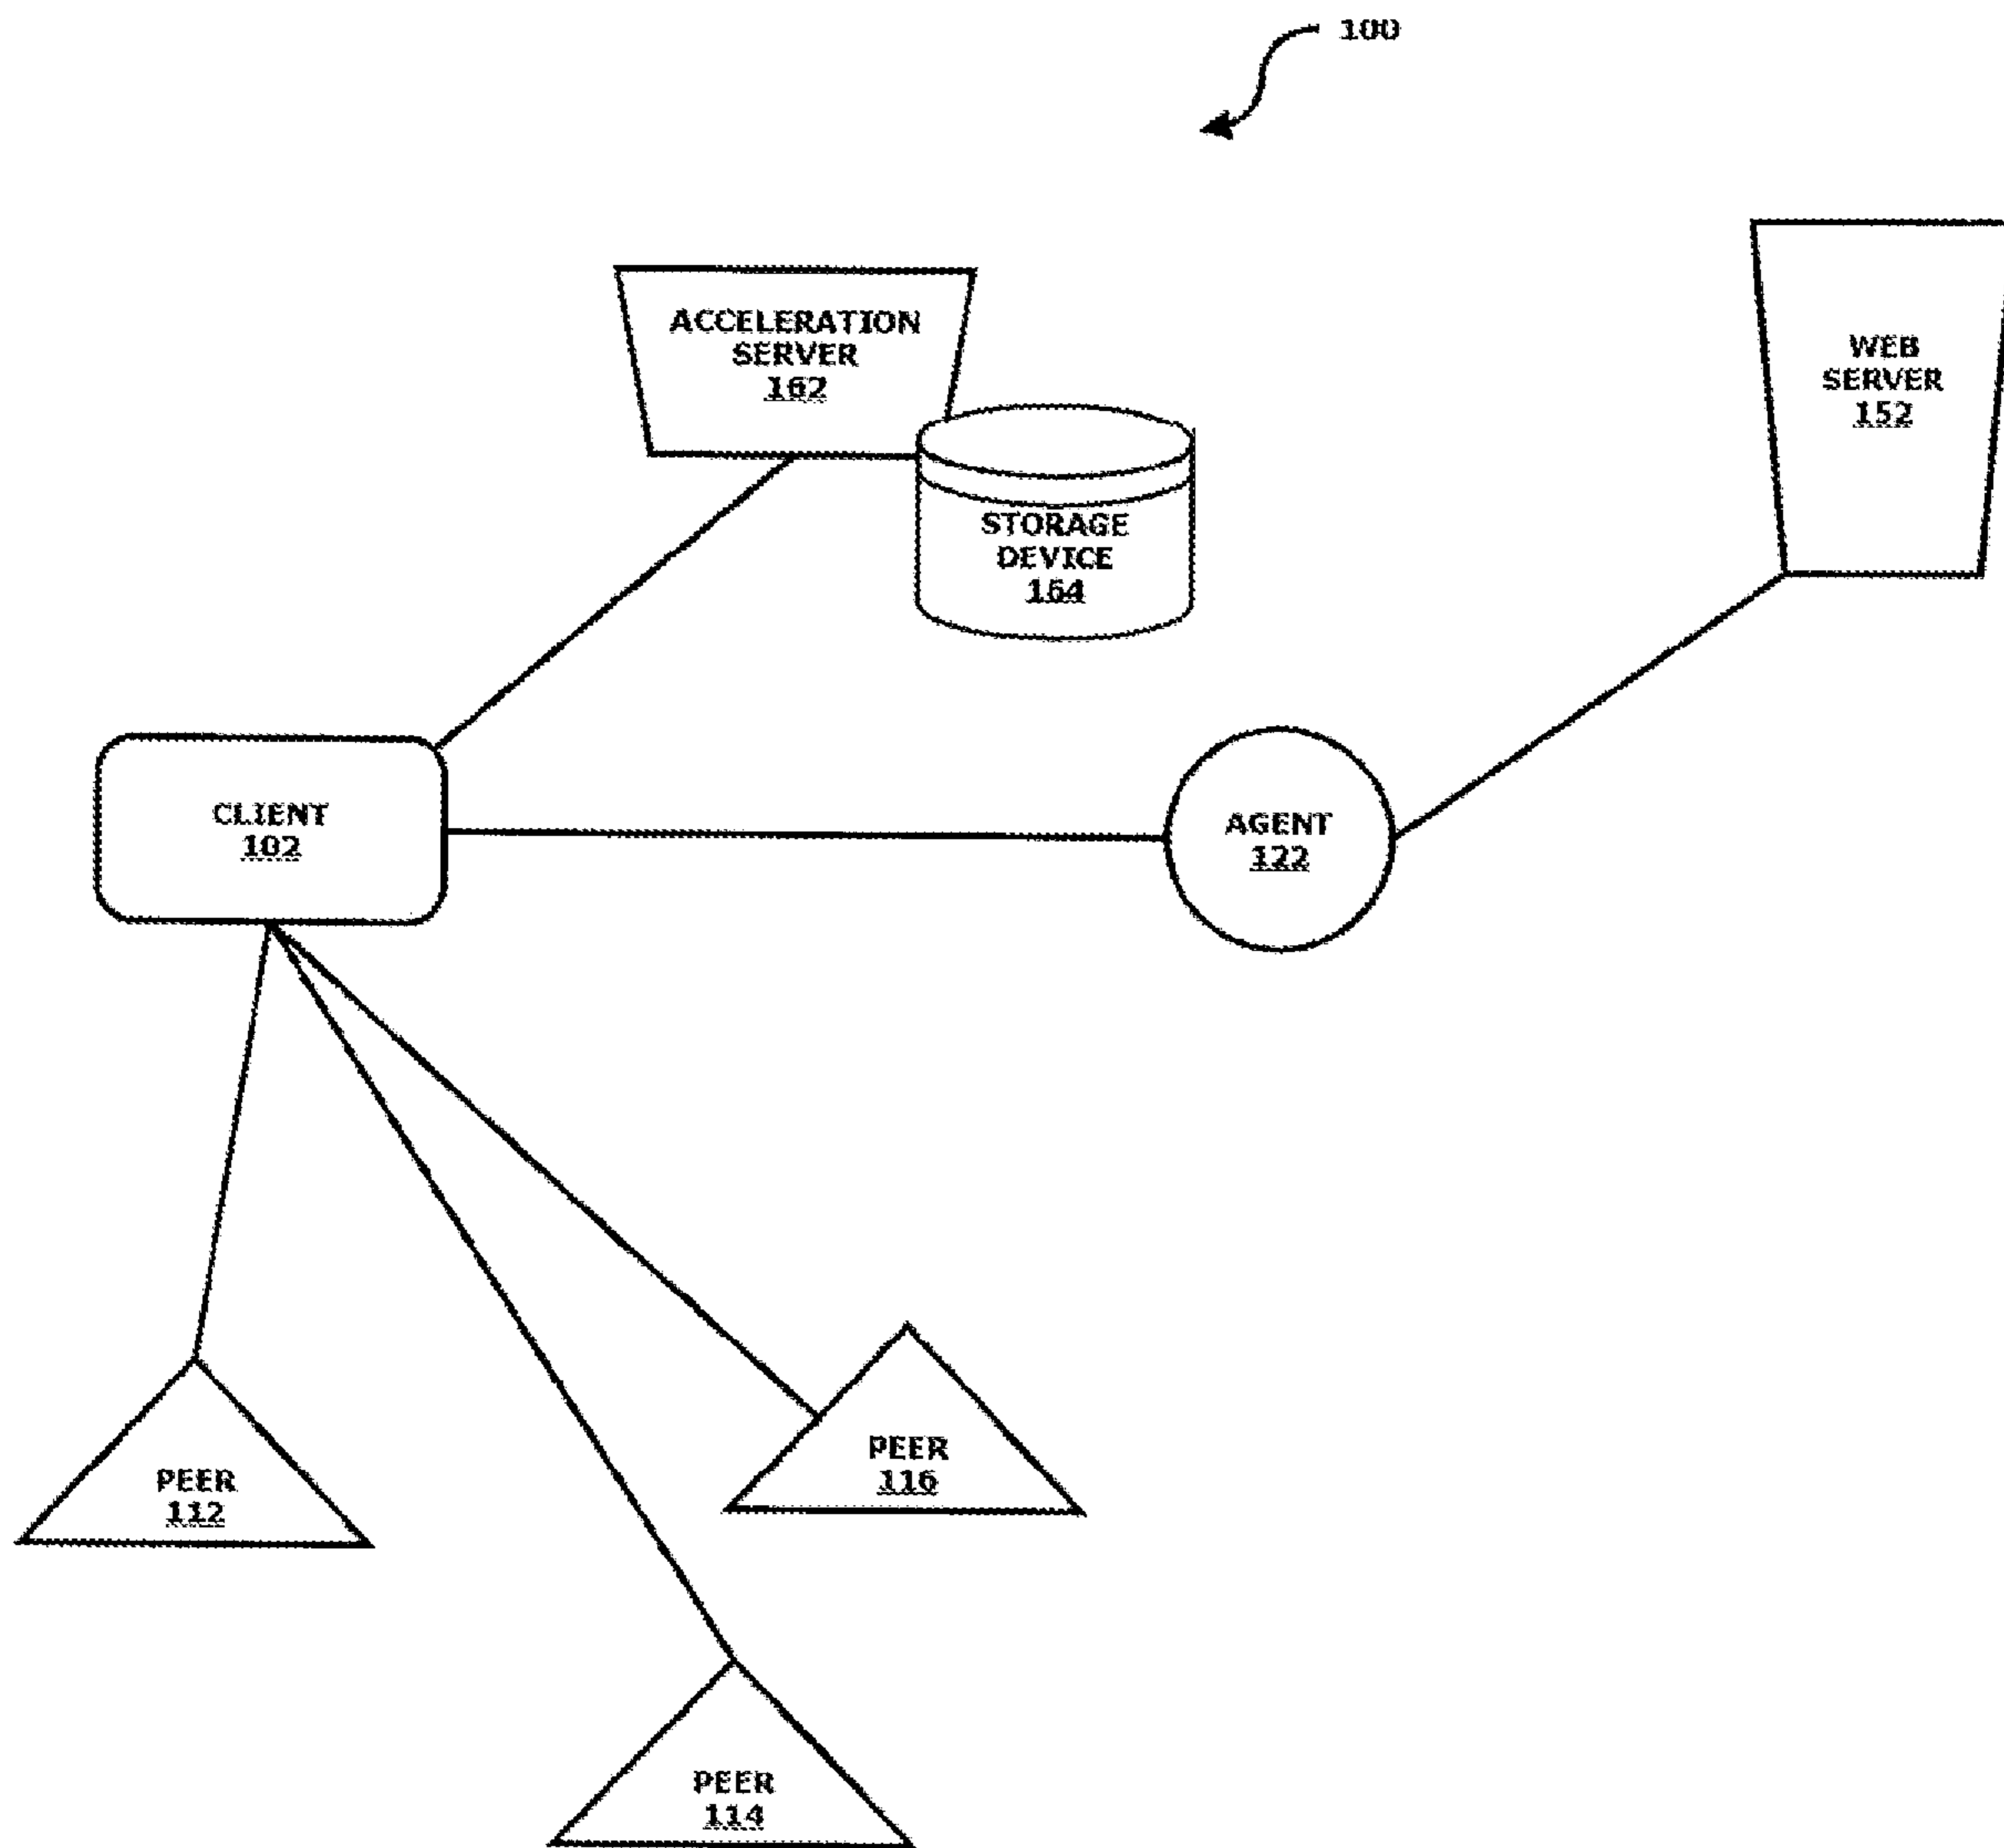 100
ACCELERATION
SERVER
162
WEB
SERVER
152
STORAGE
DEVICE
164
CLIENT
102
AGENT
122
PEER
116
PEER
112
PEER
114